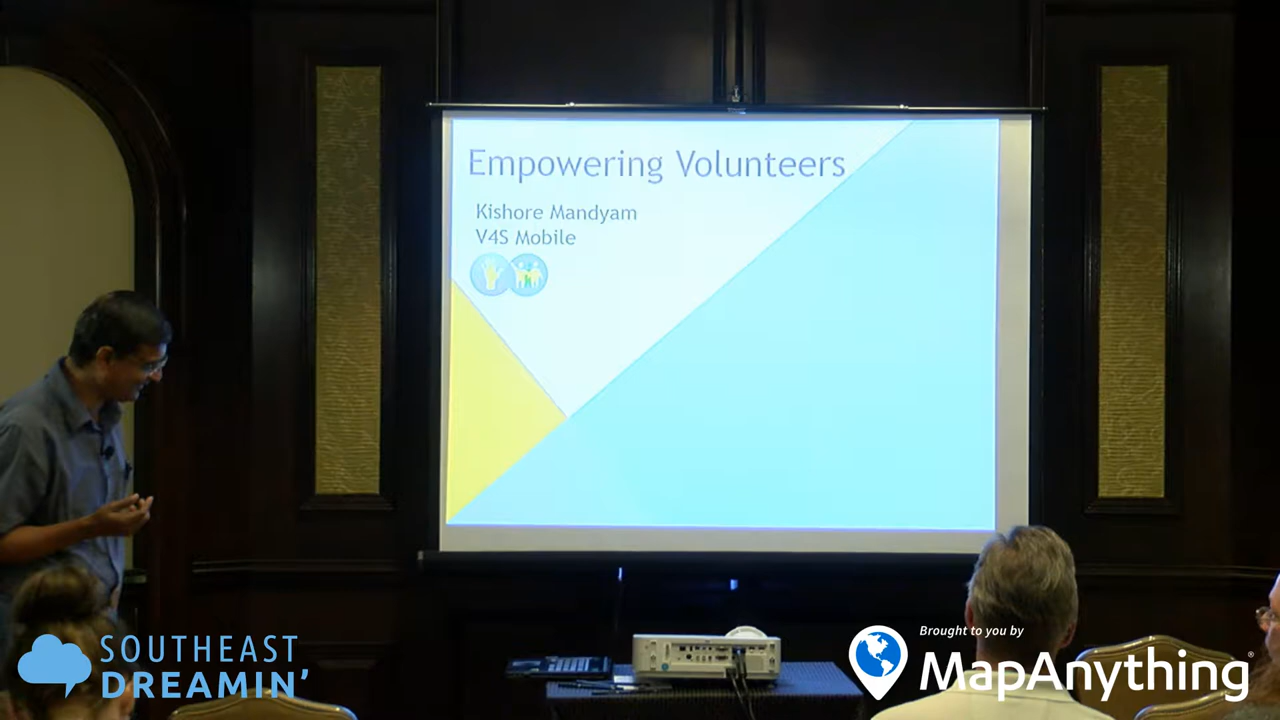 Empowering Volunteers
Kishore Mandyam
V4S Mobile
SOUTHEAST
DREAMIN'
Brought to you by
MapAnything®